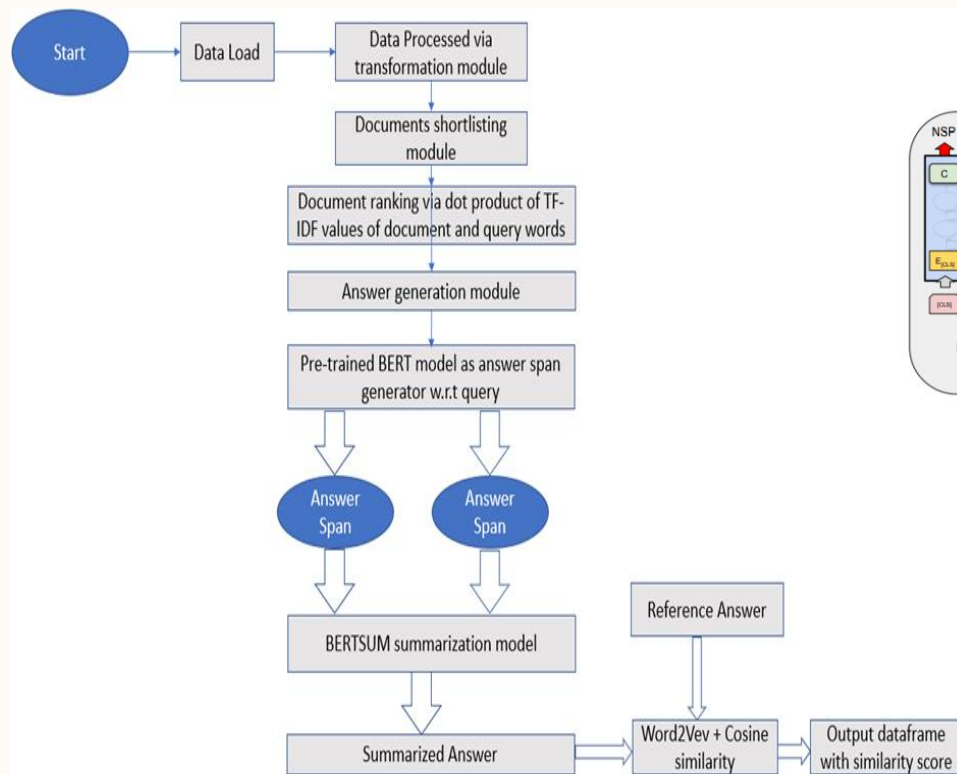 Start
Data Load
Data Processed via
transformation module
Documents shortlisting
module
Document ranking via dot product of TF-
IDF values of document and query words
Answer generation module
Pre-trained BERT model as answer span
generator w.r.t query
Answer
Span
Answer
Span
BERTSUM summarization model
Reference Answer
Summarized Answer
Word2Vev + Cosine
similarity
Output dataframe
with similarity score
NSP
C
E[CLS]
[CLS]